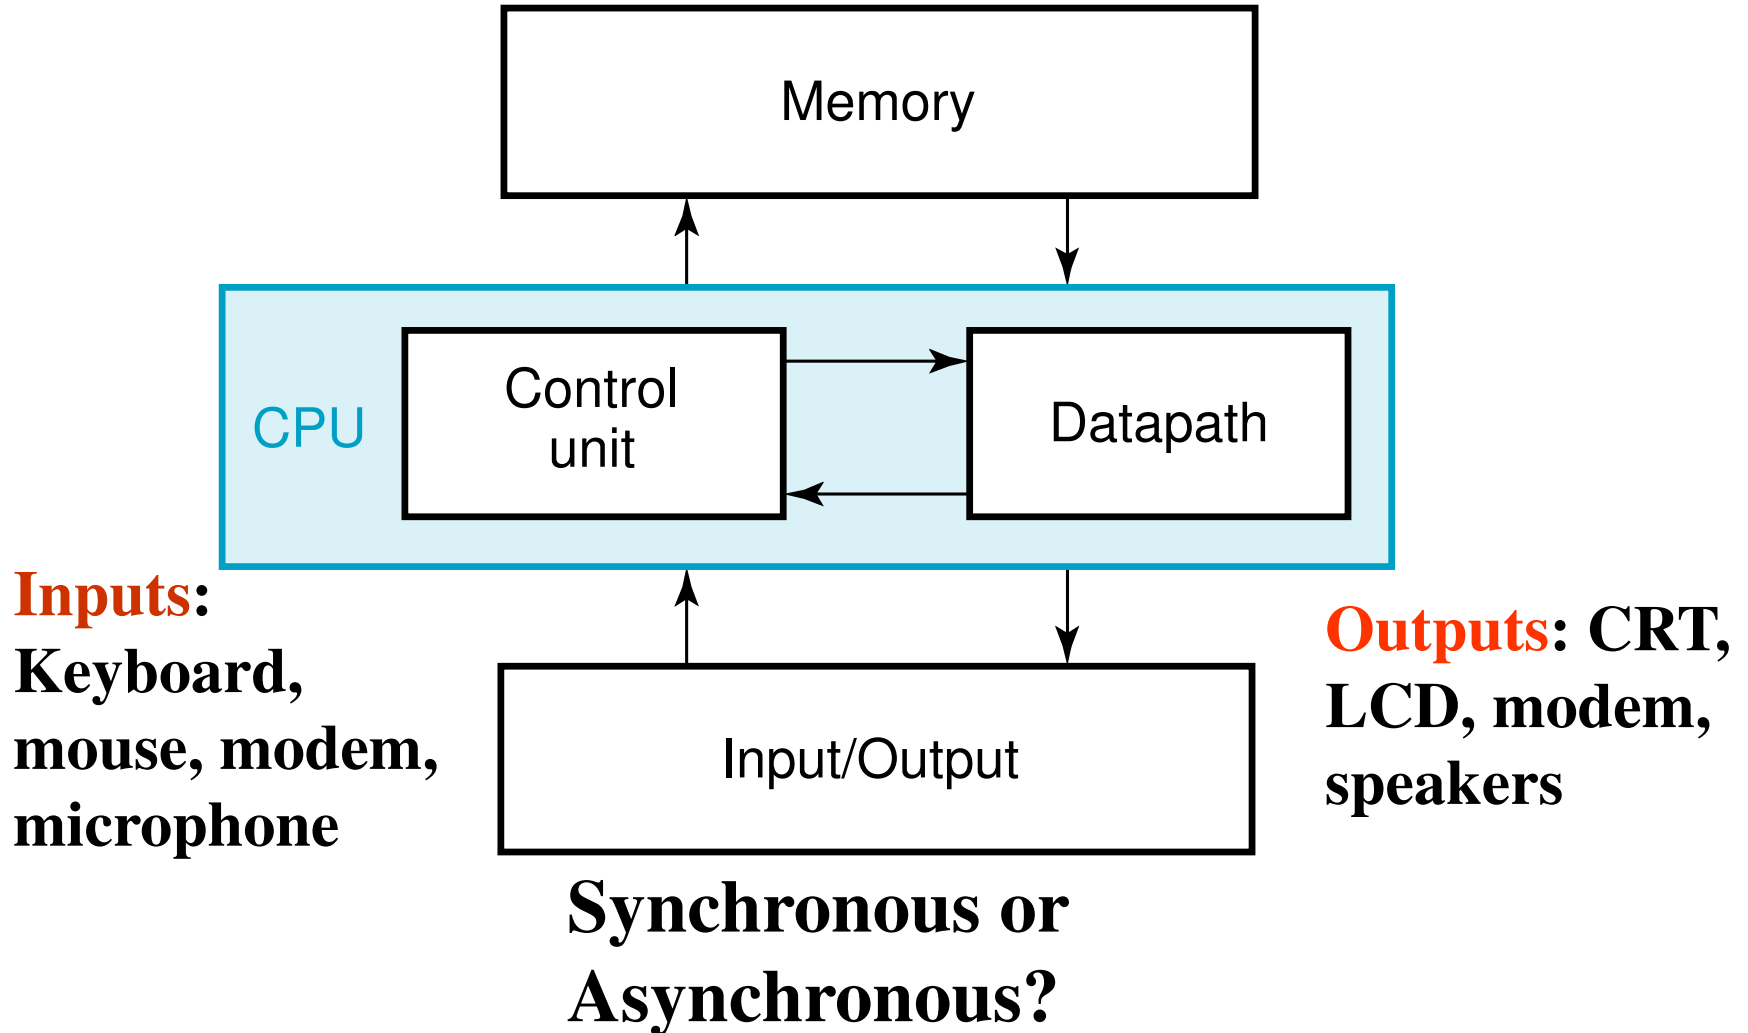 Memory
CPU
Control
unit
Datapath
Inputs:
Keyboard,
mouse, modem,
microphone
Input/Output
Outputs: CRT,
LCD, modem,
speakers
Synchronous or
Asynchronous?